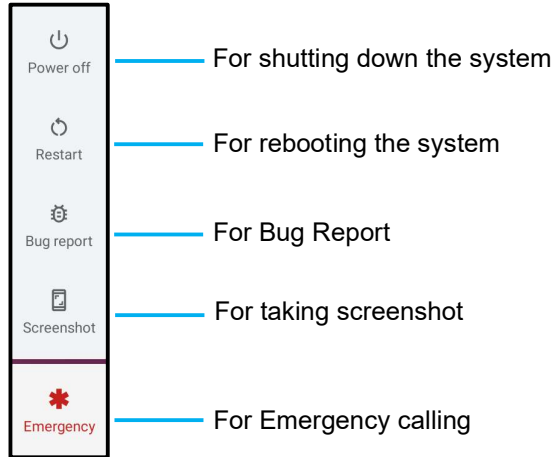 Power off
For shutting down the system
Restart
For rebooting the system
Bug report
For Bug Report
Screenshot
For taking screenshot
Emergency
For Emergency calling